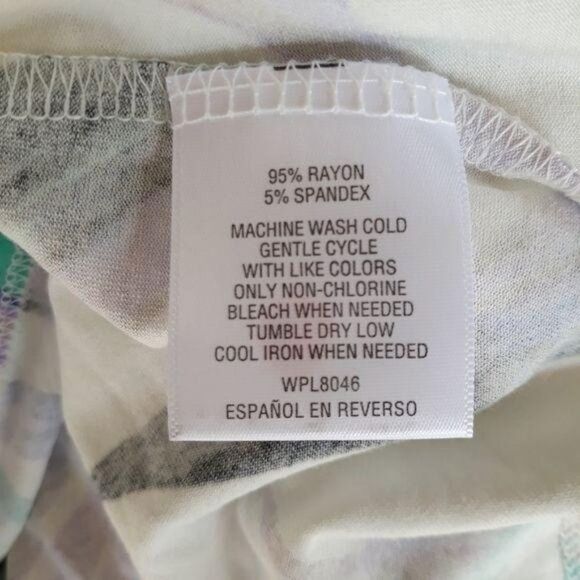 95% RAYON
5% SPANDEX
MACHINE WASH COLD
GENTLE CYCLE
WITH LIKE COLORS
ONLY NON-CHLORINE
BLEACH WHEN NEEDED
TUMBLE DRY LOW
COOL IRON WHEN NEEDED
WPL8046
ESPAÑOL EN REVERSO